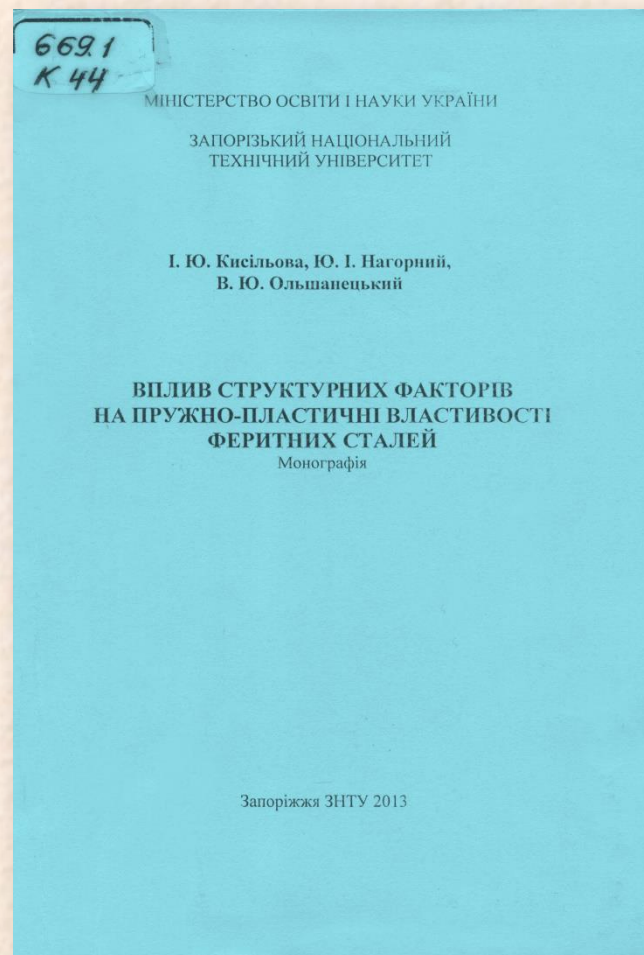 669.1
К 44
МІНІСТЕРСТВО ОСВІТИ І НАУКИ УКРАЇНИ
ЗАПОРІЗЬКИЙ НАЦІОНАЛЬНИЙ
ТЕХНІЧНИЙ УНІВЕРСИТЕТ
І. Ю. Кисільова, Ю. І. Нагорний,
В. Ю. Ольшанецький
ВПЛИВ СТРУКТУРНИХ ФАКТОРІВ
НА ПРУЖНО-ПЛАСТИЧНІ ВЛАСТИВОСТІ
ФЕРИТНИХ СТАЛЕЙ
Монографія
Запоріжжя ЗНТУ 2013